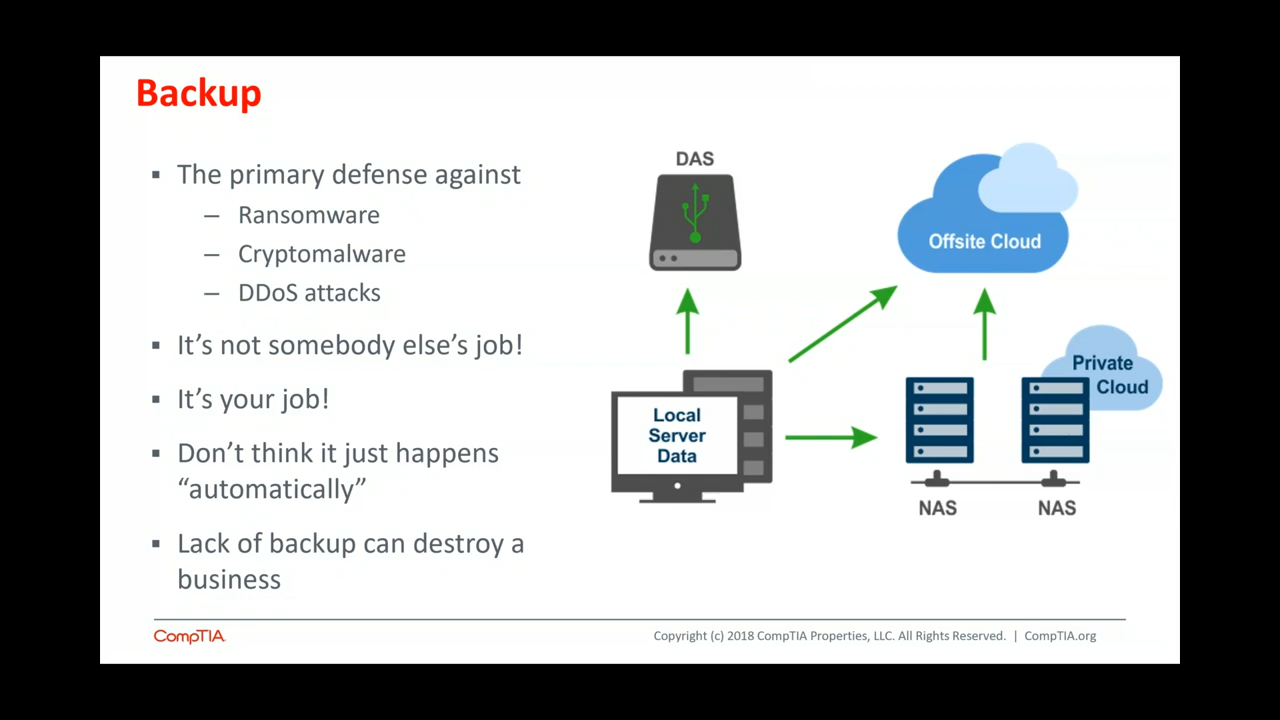 Backup
▪ The primary defense against
– Ransomware
– Cryptomalware
– DDoS attacks
▪ It’s not somebody else’s job!
▪ It’s your job!
▪ Don’t think it just happens
“automatically”
▪ Lack of backup can destroy a
business
DAS
Offsite Cloud
Private
Cloud
Local
Server
Data
NAS
NAS
CompTIA.
Copyright (c) 2018 CompTIA Properties, LLC. All Rights Reserved. | CompTIA.org